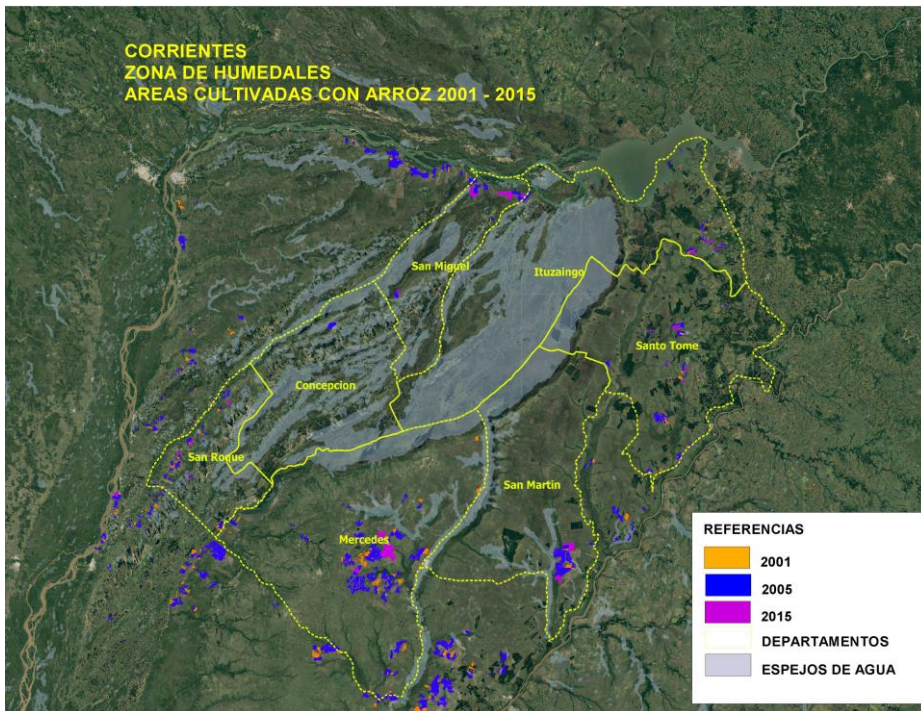 CORRIENTES
ZONA DE HUMEDALES
AREAS CULTIVADAS CON ARROZ 2001 - 2015
San Miguel
Ituzaingo
Santo Tome
Concepcion
San Roque
San Martin
Mercedes
REFERENCIAS
2001
2005
2015
DEPARTAMENTOS
ESPEJOS DE AGUA